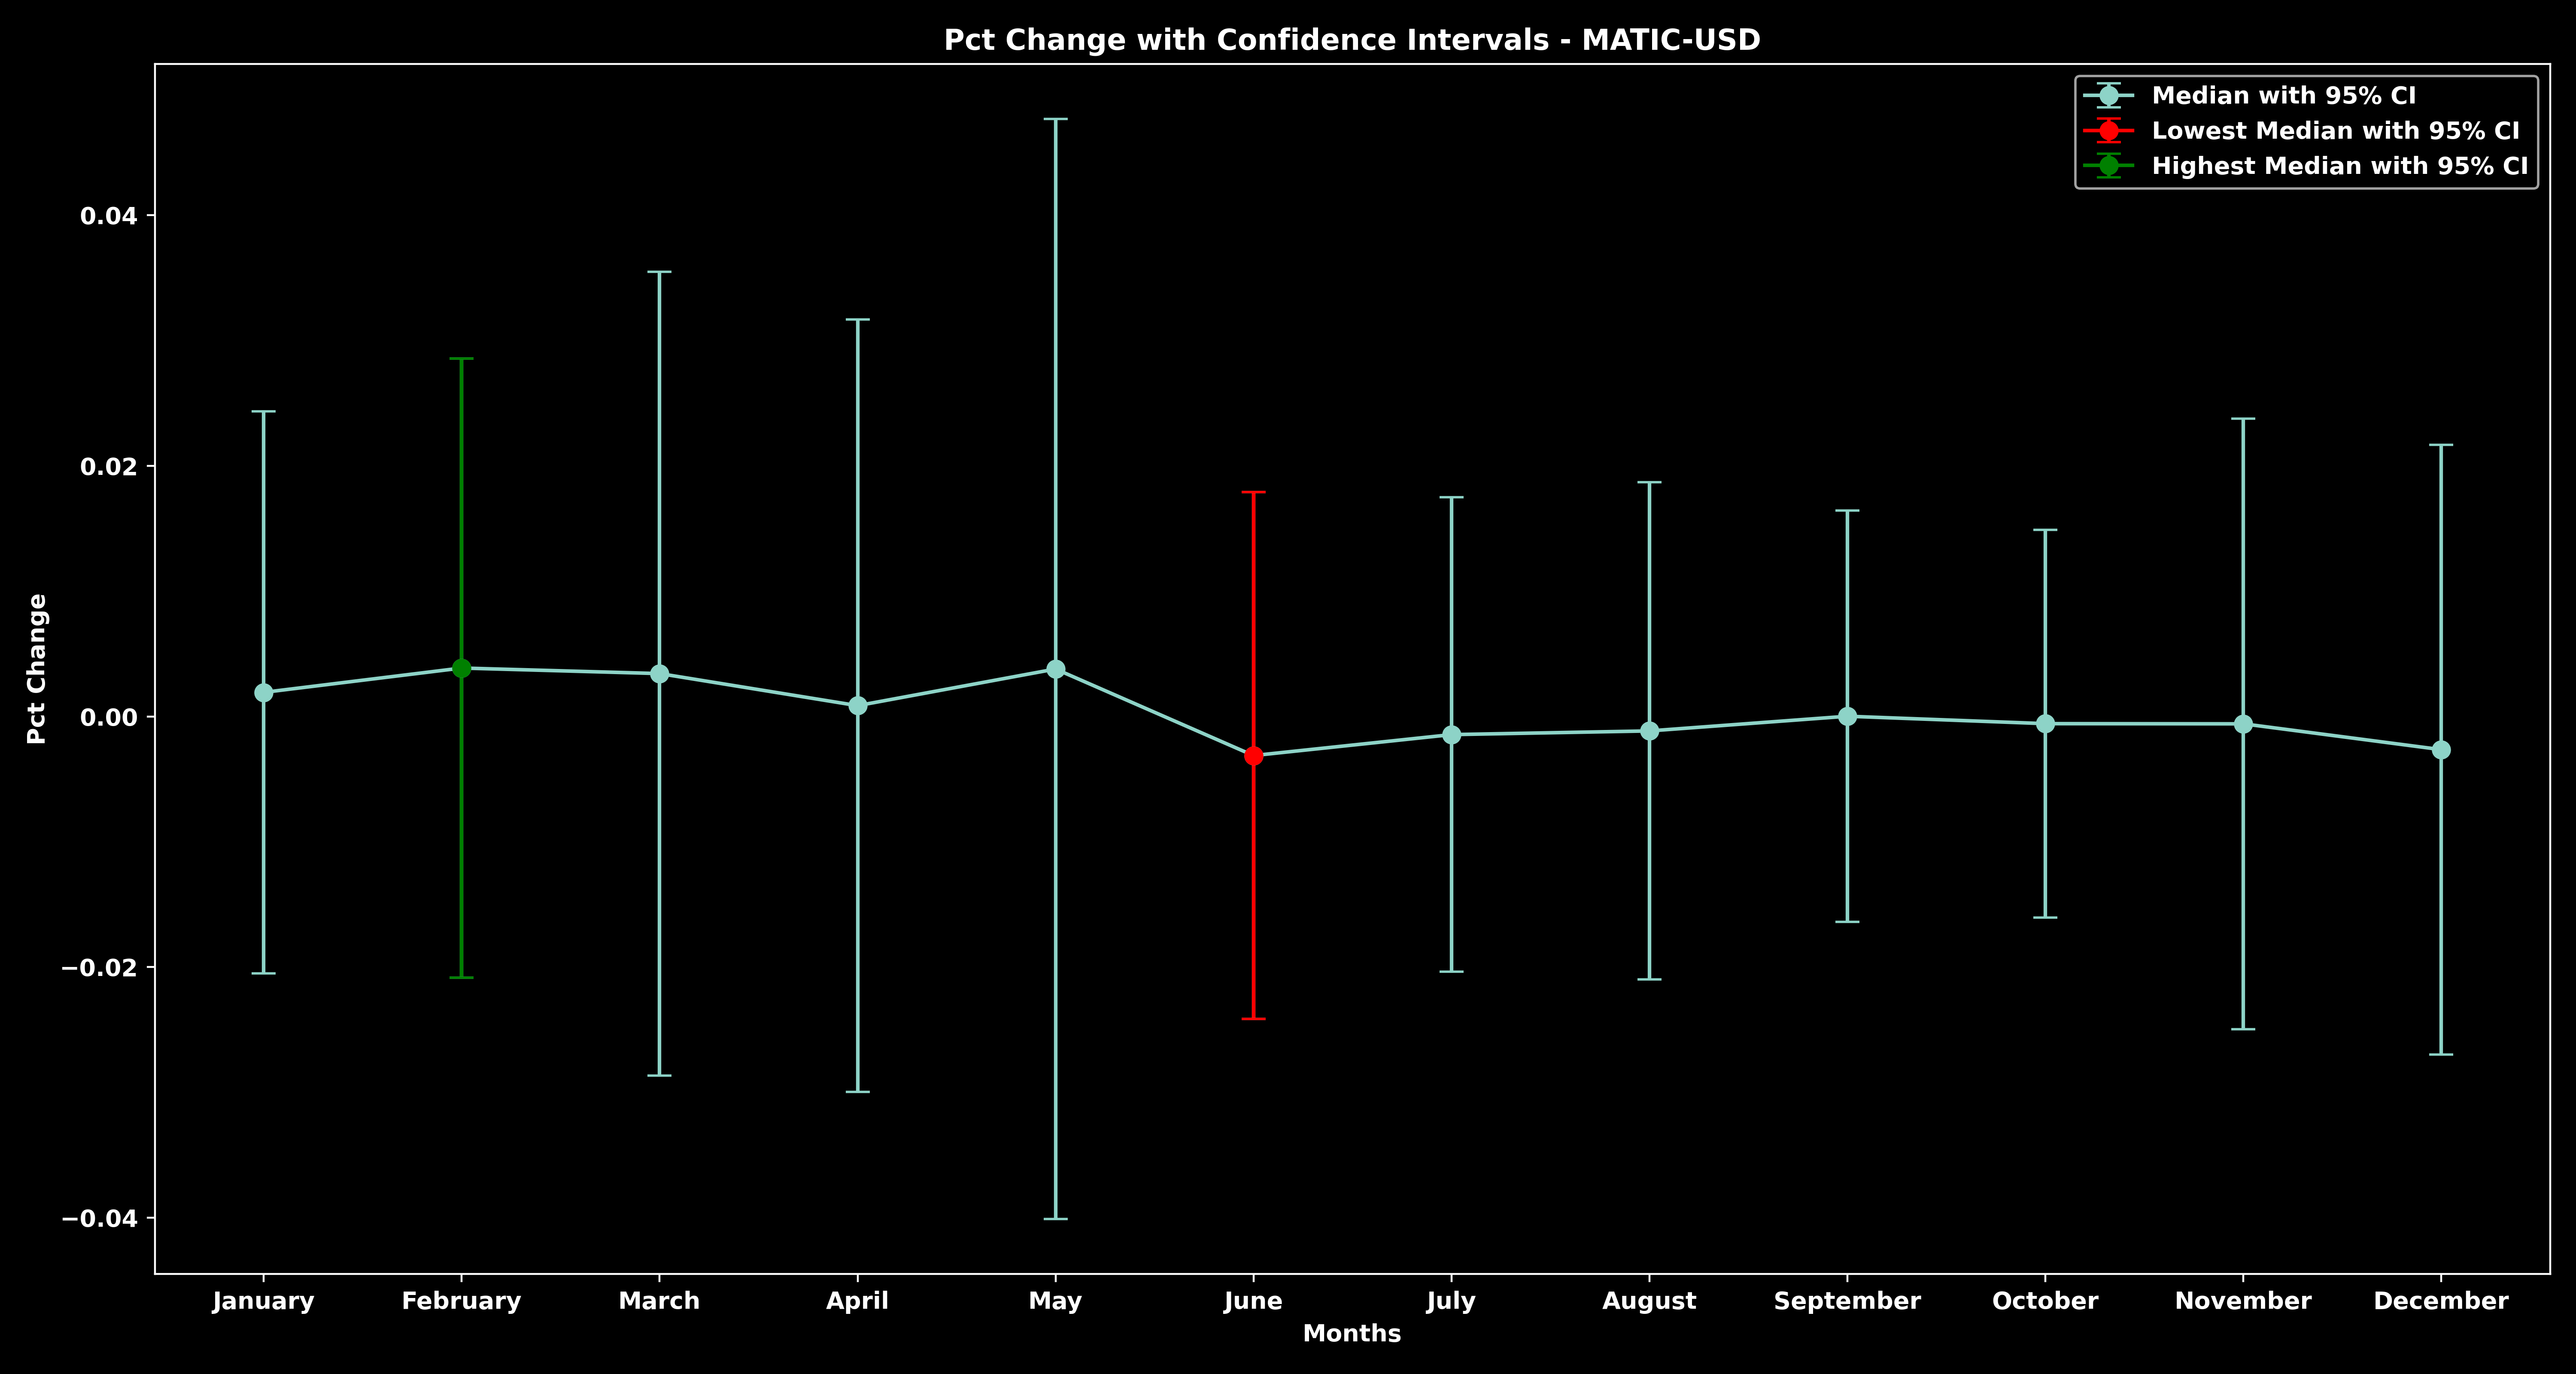 Pct Change with Confidence Intervals - MATIC-USD
Median with 95% CI
Lowest Median with 95% CI
Highest Median with 95% CI
Pct Change
0.04
0.02
0.00
−0.02
−0.04
January February March April May June July August September October November December
Months